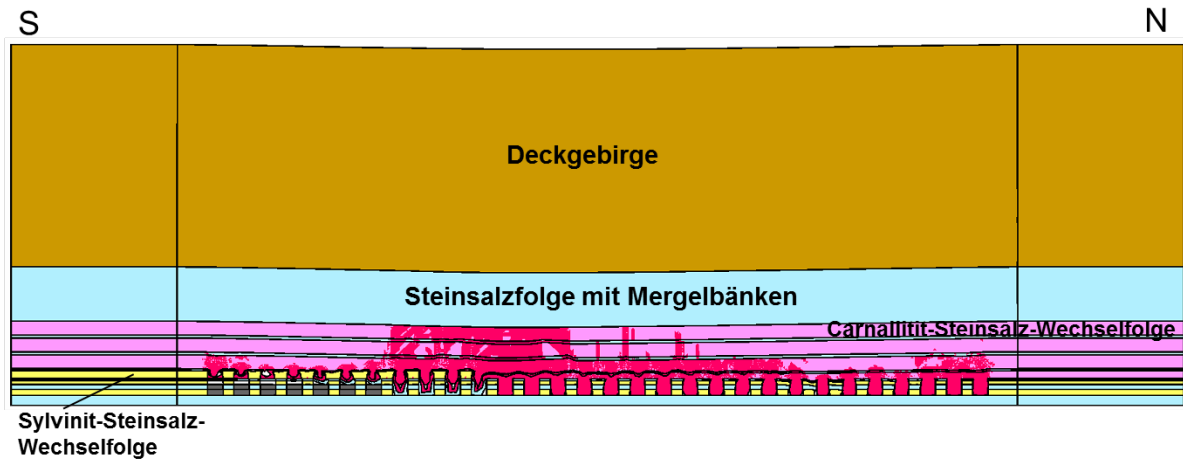 S
N
Deckgebirge
Steinsalzfolge mit Mergelbänken
Carnallitit-Steinsalz-Wechselfolge
Sylvinit-Steinsalz-
Wechselfolge